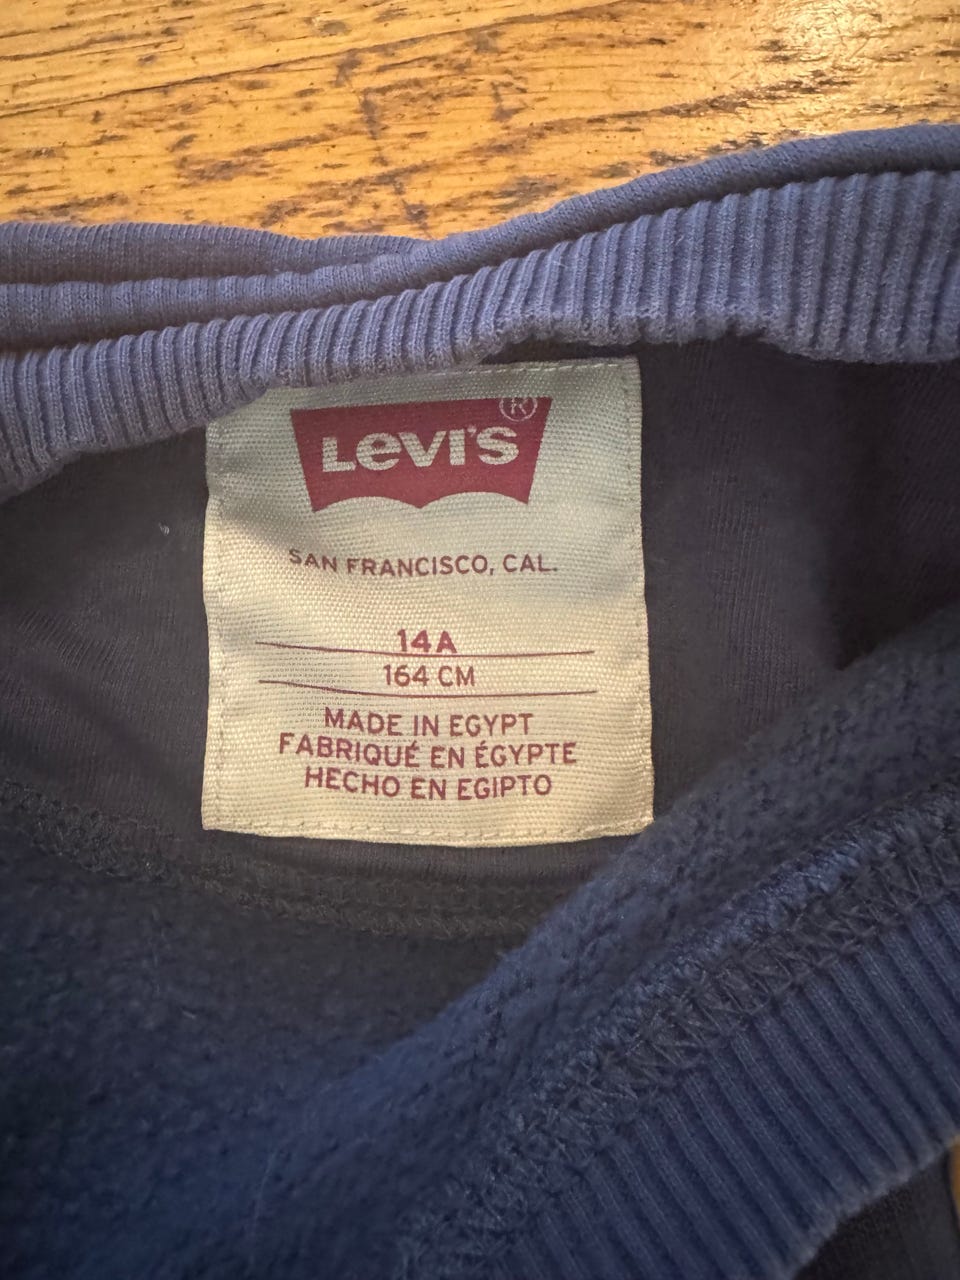 LEVI'S ®
SAN FRANCISCO, CAL.
14A
164 CM
MADE IN EGYPT
FABRIQUÉ EN ÉGYPTE
HECHO EN EGIPTO